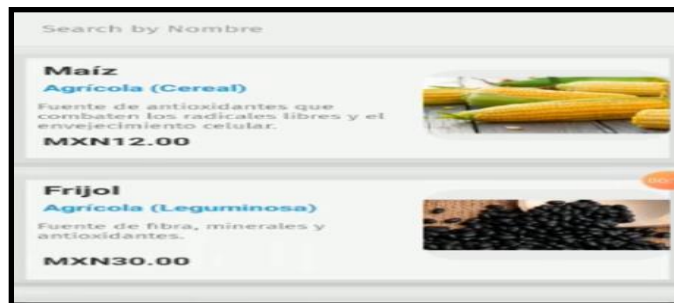 Search by Nombre
Maíz
Agrícola (Cereal)
Fuente de antioxidantes que
combaten los radicales libres y el
envejecimiento celular.
MXN12.00
Frijol
Agrícola (Leguminosa)
Fuente de fibra, minerales y
antioxidantes.
MXN30.00